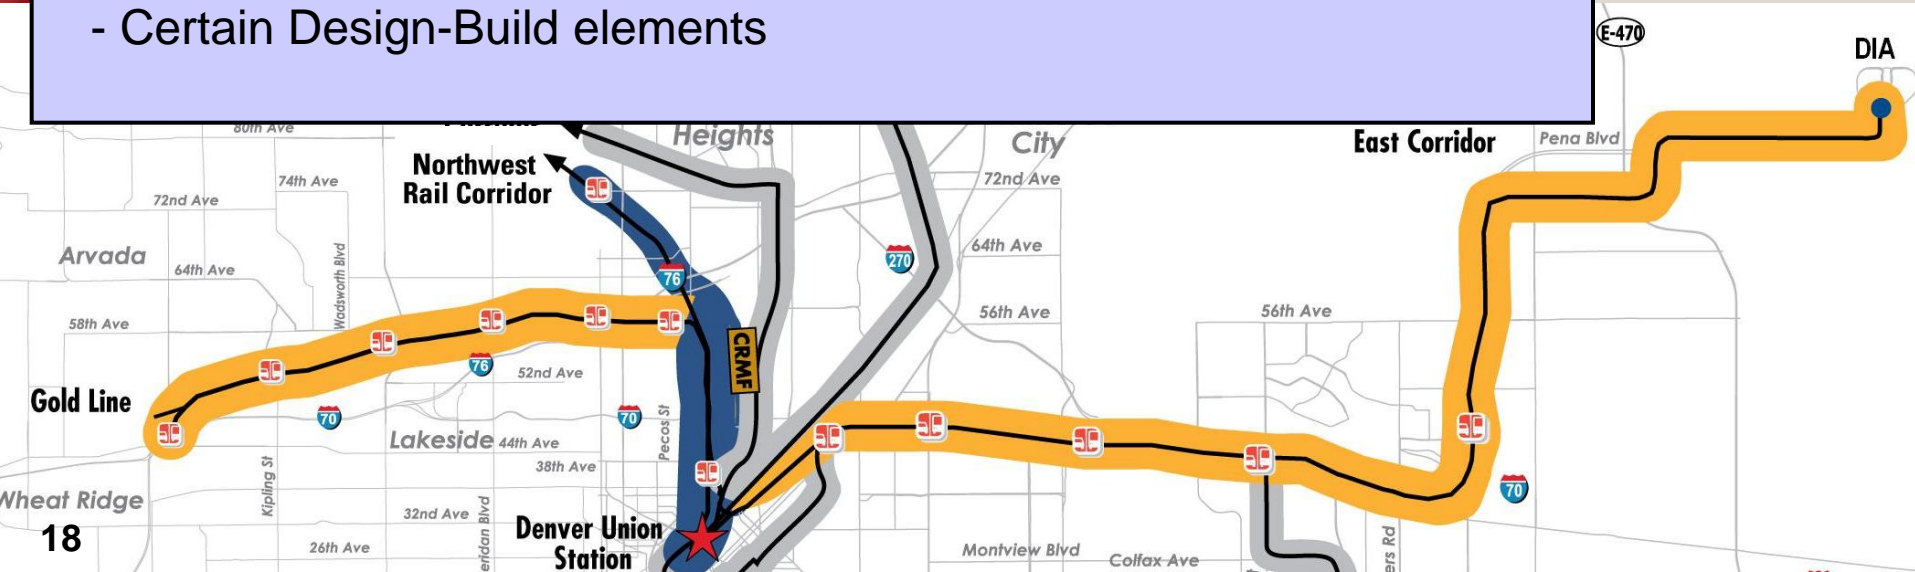 - Certain Design-Build elements
E-470
DIA
80th Ave
Heights
City
East Corridor
Pena Blvd
Northwest
Rail Corridor
74th Ave
72nd Ave
72nd Ave
Arvada
64th Ave
Wadsworth Blvd
76
270
64th Ave
58th Ave
56th Ave
56th Ave
CRMF
76
52nd Ave
Gold Line
70
70
Pecos St
Lakeside
44th Ave
38th Ave
Wheat Ridge
Kipling St
70
32nd Ave
Denver Union
Station
18
26th Ave
Montview Blvd
Colfax Ave